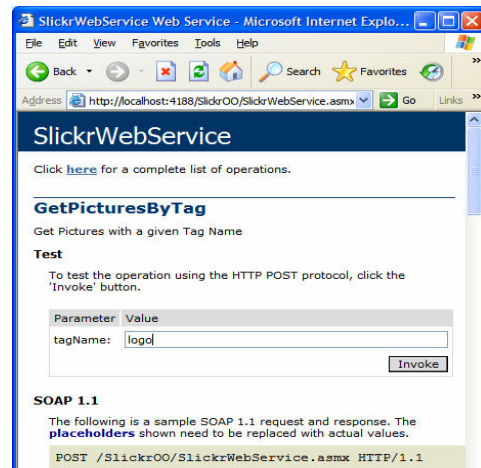 SlickrWebService Web Service - Microsoft Internet Explo...
File Edit View Favorites Tools Help
Back Search Favorites »
Address http://localhost:4188/SlickrOO/SlickrWebService.asmx Go Links »
SlickrWebService
Click here for a complete list of operations.
GetPicturesByTag
Get Pictures with a given Tag Name
Test
To test the operation using the HTTP POST protocol, click the
'Invoke' button.
Parameter Value
tagName: logo
Invoke
SOAP 1.1
The following is a sample SOAP 1.1 request and response. The
placeholders shown need to be replaced with actual values.
POST /SlickrOO/SlickrWebService.asmx HTTP/1.1